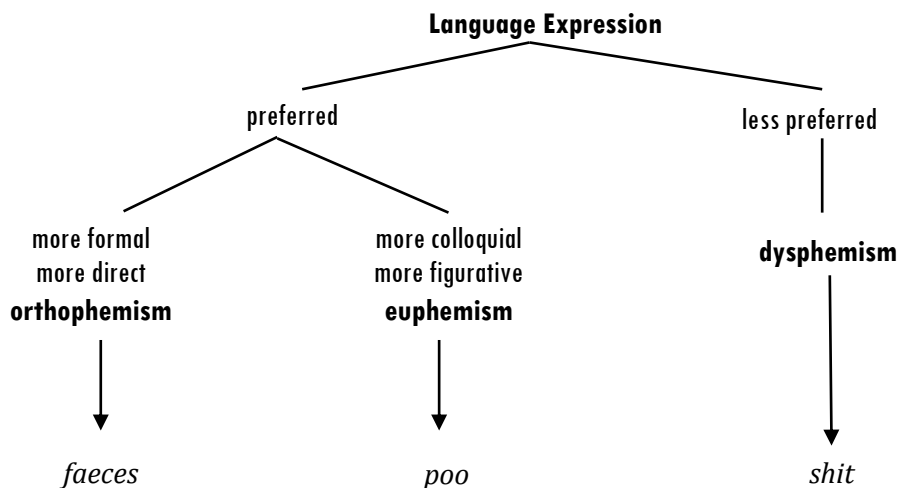 Language Expression
preferred
less preferred
more formal
more direct
orthophemism
more colloquial
more figurative
euphemism
dysphemism
faeces
poo
shit